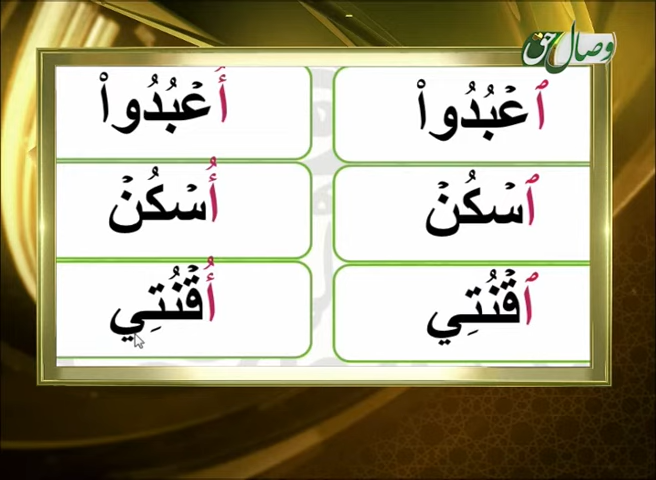 وصال حق
ٱعۡبُدُواْ أُعۡبُدُواْ
ٱسۡكُنۡ أُسۡكُنۡ
ٱقۡنُتِي أُقۡنُتِي